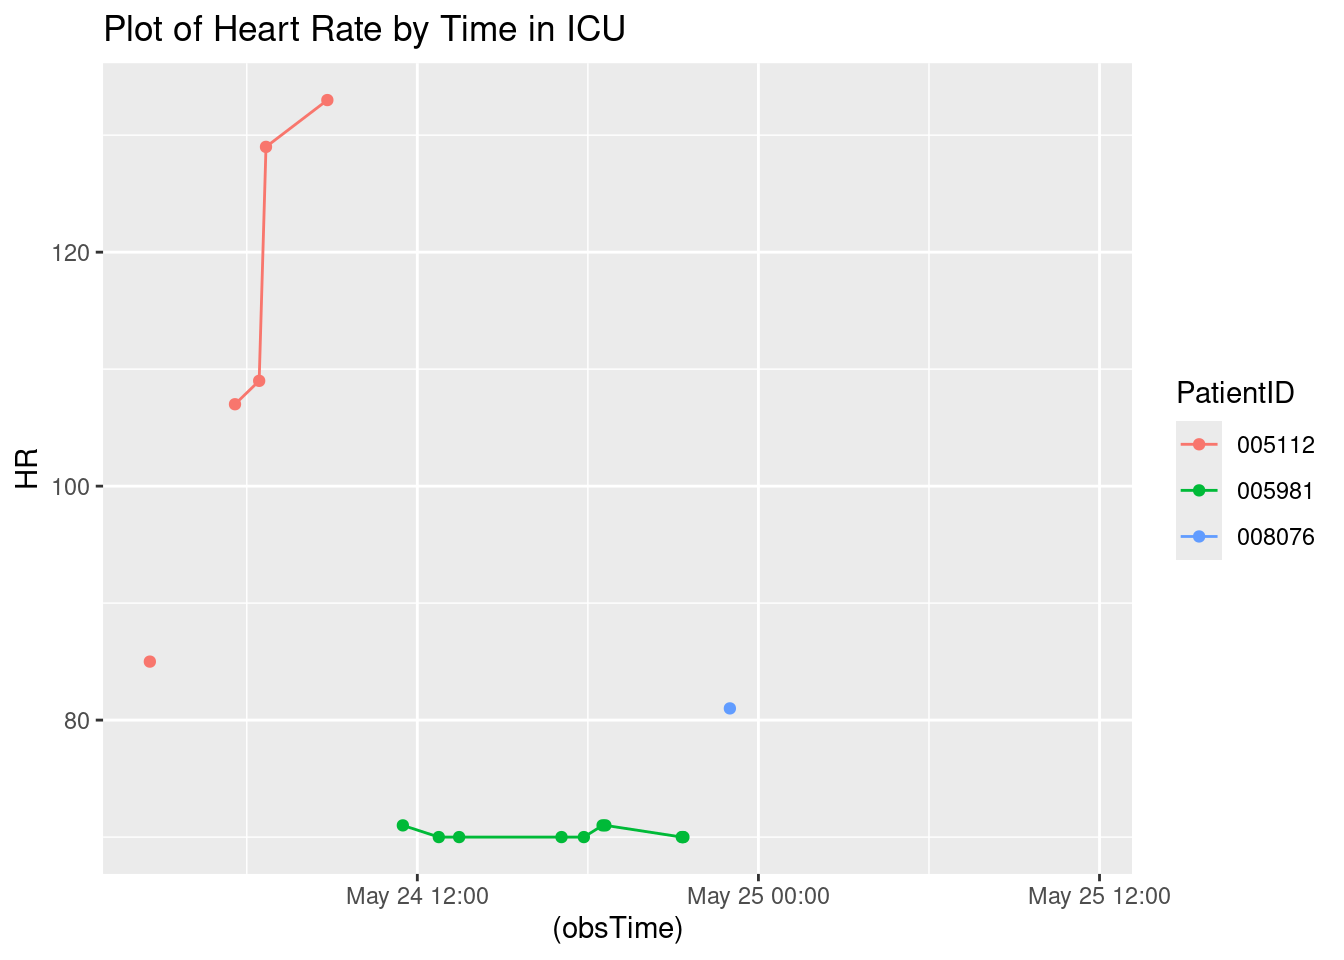 Plot of Heart Rate by Time in ICU
120
100
80
HR
May 24 12:00
May 25 00:00
May 25 12:00
(obsTime)
PatientID
005112
005981
008076